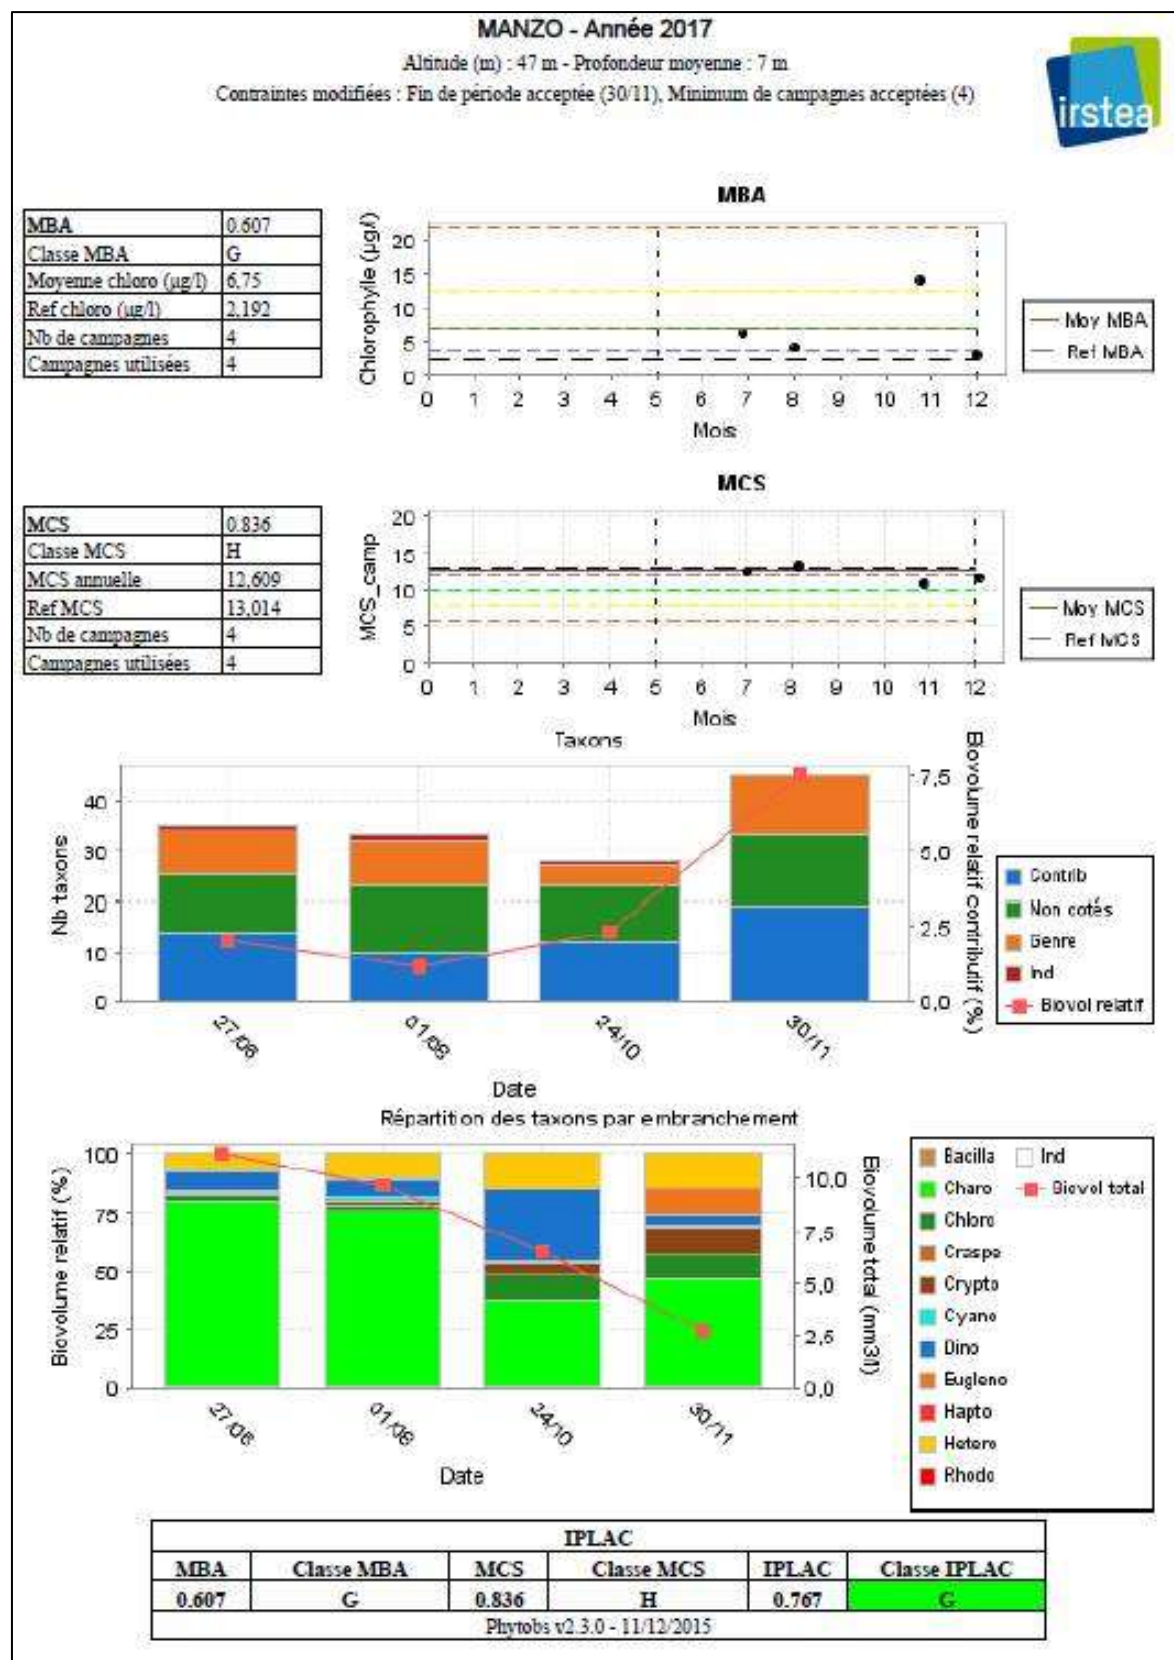 MANZO - Année 2017
Altitude (m) : 47 m - Profondeur moyenne : 7 m
Contraintes modifiées : Fin de période acceptée (30/11), Minimum de campagnes acceptées (4)
irstea
MBA 0.607
Classe MBA G
Moyenne chloro (µg/l) 6,75
Ref chloro (µg/l) 2,192
Nb de campagnes 4
Campagnes utilisées 4
MBA
Chlorophylle (µg/l)
20
15
10
5
0
0 1 2 3 4 5 6 7 8 9 10 11 12
Mois
Moy MBA
Ref MBA
MCS 0.836
Classe MCS H
MCS annuelle 12,609
Ref MCS 13,014
Nb de campagnes 4
Campagnes utilisées 4
MCS
MCS_camp
20
15
10
5
0
0 1 2 3 4 5 6 7 8 9 10 11 12
Mois
Moy MCS
Ref MCS
Taxons
Nb taxons
40
30
20
10
0
7,5
5,0
2,5
0,0
Biovolume relatif contributif (%)
27/06 01/08 24/10 30/11
Date
Contrib
Non cotés
Genre
Ind
Biovol relatif
Répartition des taxons par embranchement
Biovolume relatif (%)
100
75
50
25
0
10,0
7,5
5,0
2,5
0,0
Biovolume total (mm3/l)
27/06 01/08 24/10 30/11
Date
Bacilla Ind
Charo Biovol total
Chloro
Craspe
Crypto
Cyano
Dino
Eugleno
Hapto
Hetero
Rhodo
IPLAC
MBA Classe MBA MCS Classe MCS IPLAC Classe IPLAC
0.607 G 0.836 H 0.767 G
Phytobs v2.3.0 - 11/12/2015